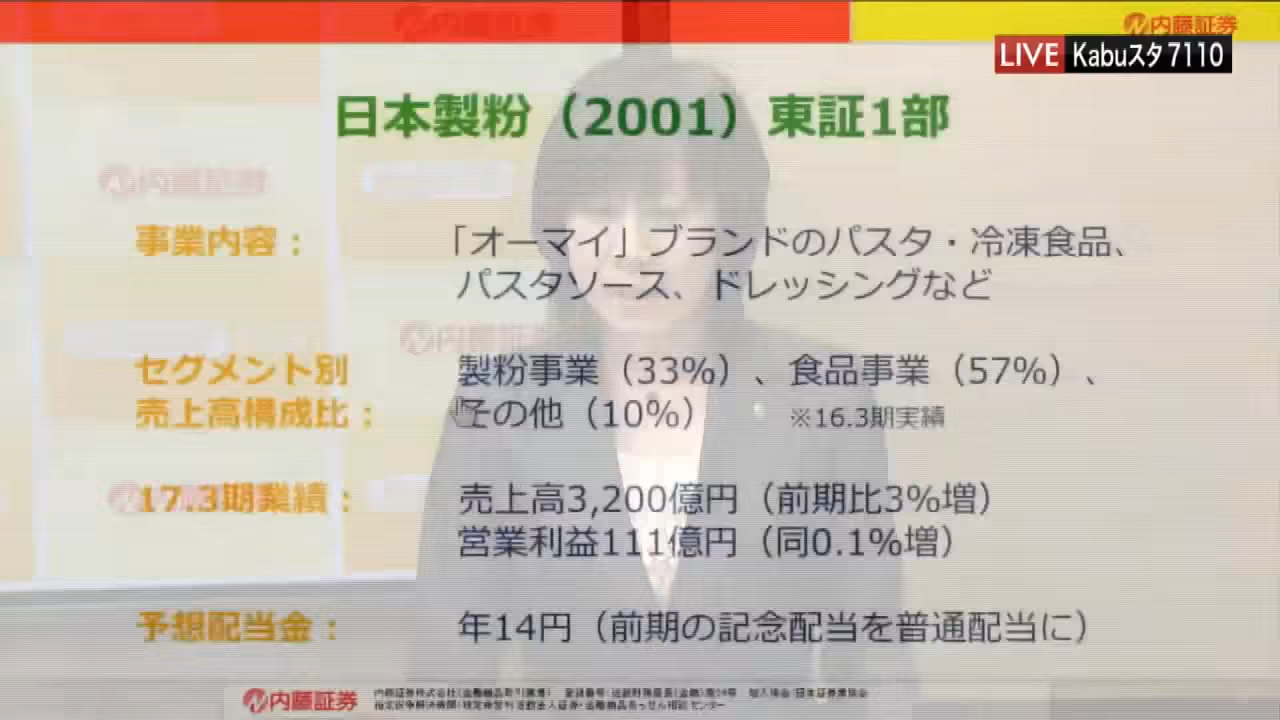 内藤証券
LIVE Kabuスタ7110
日本製粉（2001）東証1部
事業内容： 「オーマイ」ブランドのパスタ・冷凍食品、
パスタソース、ドレッシングなど
セグメント別 製粉事業（33%）、食品事業（57%）、
売上高構成比： その他（10%） ※16.3期実績
17.3期業績： 売上高3,200億円（前期比3%増）
営業利益111億円（同0.1%増）
予想配当金： 年14円（前期の記念配当を普通配当に）
内藤証券